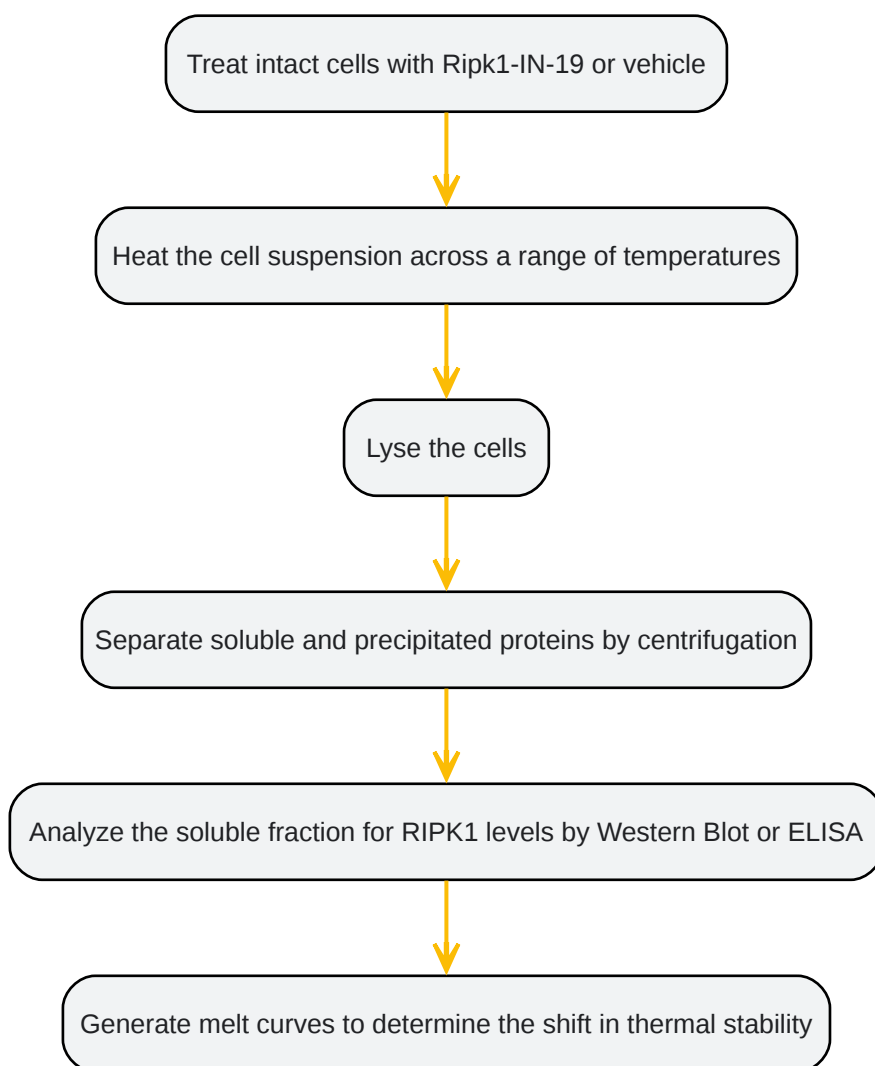 Treat intact cells with Ripk1-IN-19 or vehicle
Heat the cell suspension across a range of temperatures
Lyse the cells
Separate soluble and precipitated proteins by centrifugation
Analyze the soluble fraction for RIPK1 levels by Western Blot or ELISA
Generate melt curves to determine the shift in thermal stability